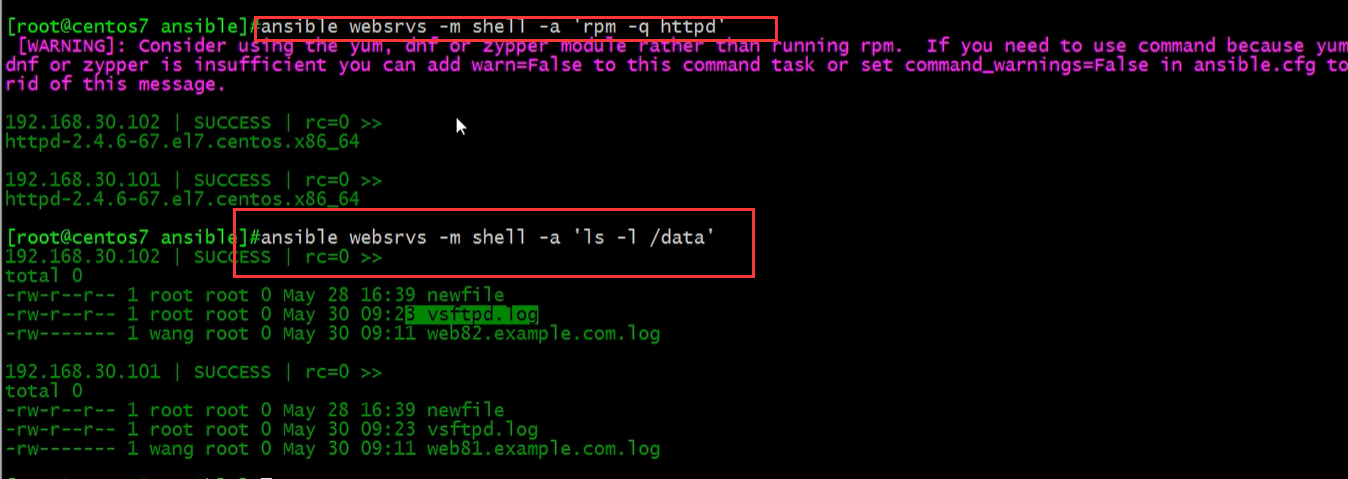 [root@centos7 ansible]#ansible websrvs -m shell -a 'rpm -q httpd'
[WARNING]: Consider using the yum, dnf or zypper module rather than running rpm.  If you need to use command because yum
dnf or zypper is insufficient you can add warn=False to this command task or set command_warnings=False in ansible.cfg to
rid of this message.
192.168.30.102 | SUCCESS | rc=0 >>
httpd-2.4.6-67.el7.centos.x86_64
192.168.30.101 | SUCCESS | rc=0 >>
httpd-2.4.6-67.el7.centos.x86_64
[root@centos7 ansible]#ansible websrvs -m shell -a 'ls -l /data'
192.168.30.102 | SUCCESS | rc=0 >>
total 0
-rw-r--r-- 1 root root 0 May 28 16:39 newfile
-rw-r--r-- 1 root root 0 May 30 09:23 vsftpd.log
-rw------- 1 wang root 0 May 30 09:11 web82.example.com.log
192.168.30.101 | SUCCESS | rc=0 >>
total 0
-rw-r--r-- 1 root root 0 May 28 16:39 newfile
-rw-r--r-- 1 root root 0 May 30 09:23 vsftpd.log
-rw------- 1 wang root 0 May 30 09:11 web81.example.com.log